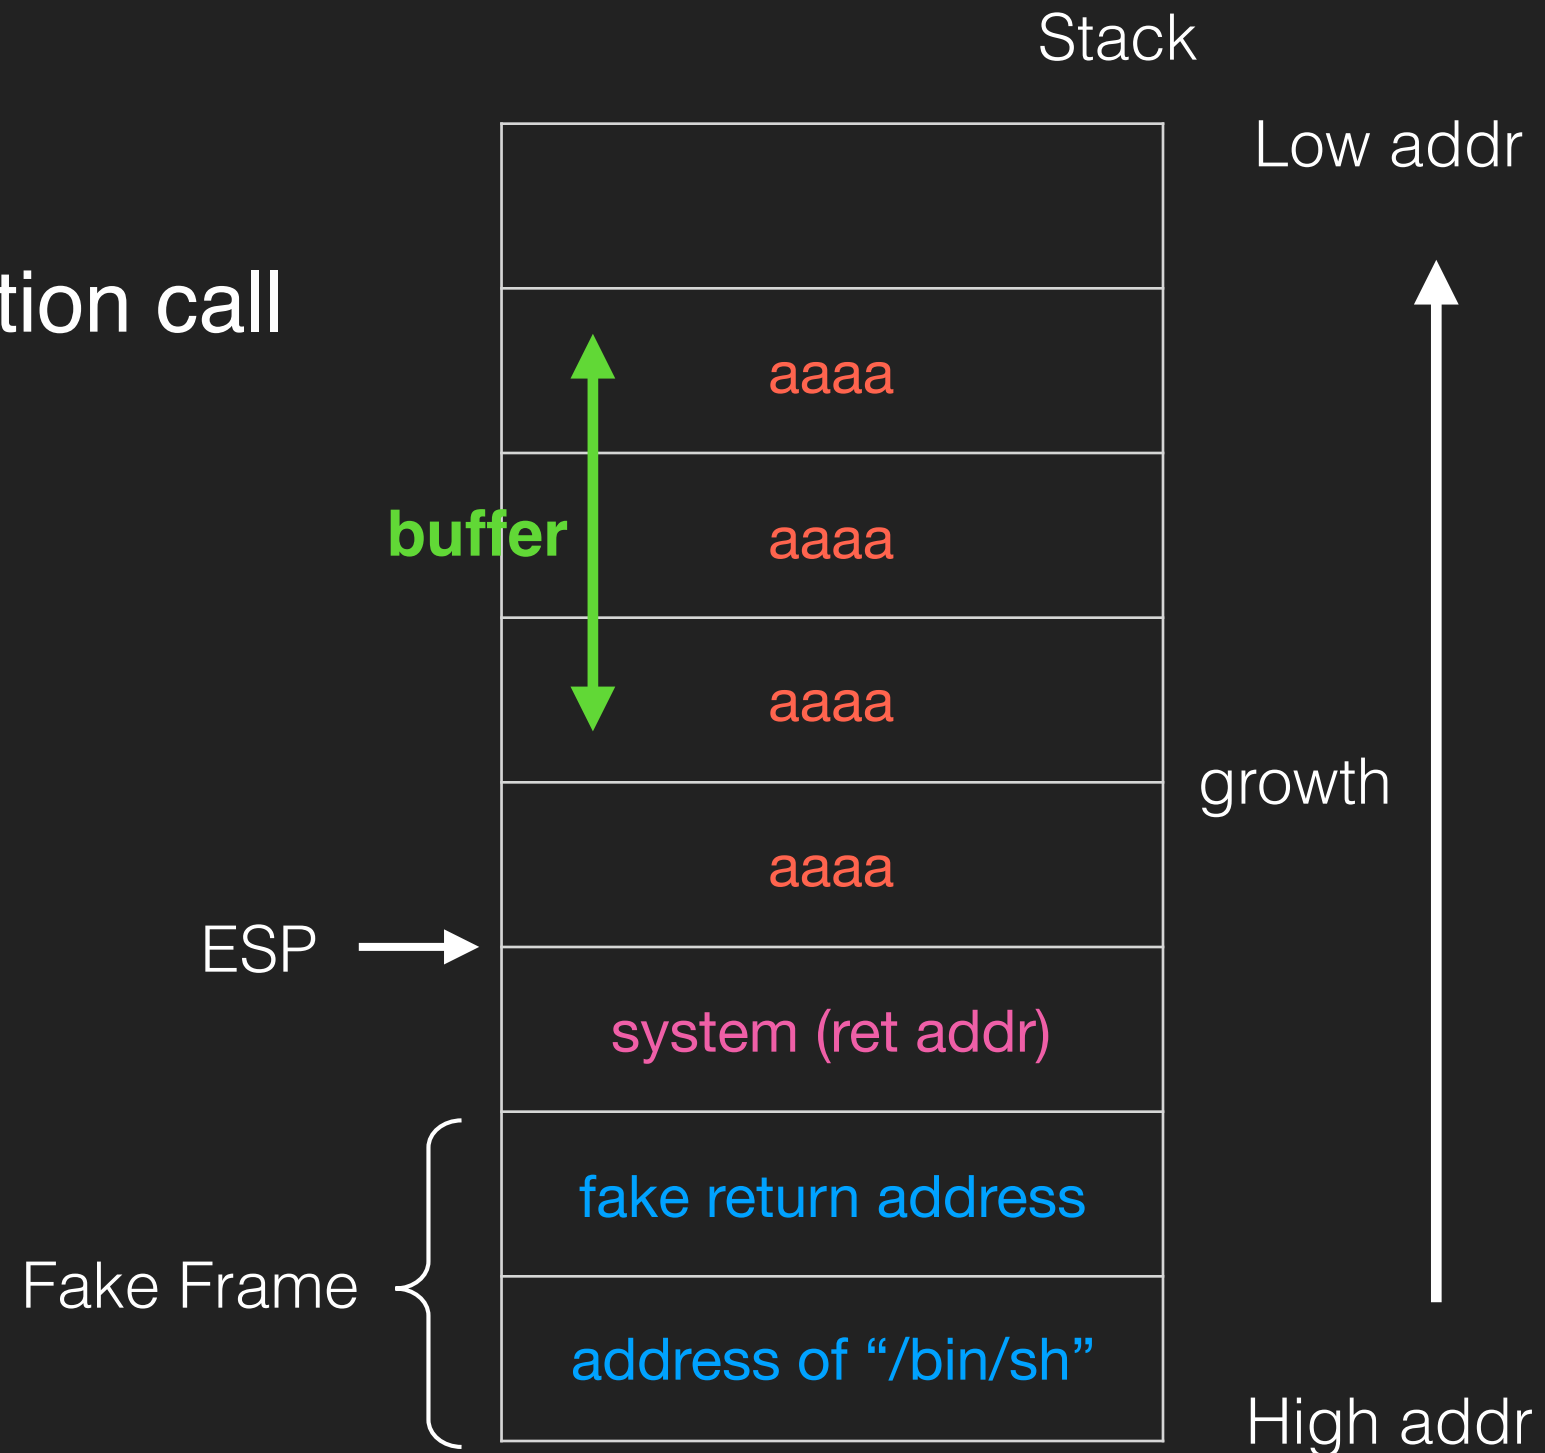 Stack
Low addr
tion call
aaaa
buffer
aaaa
aaaa
growth
aaaa
ESP
system (ret addr)
fake return address
Fake Frame
address of “/bin/sh”
High addr